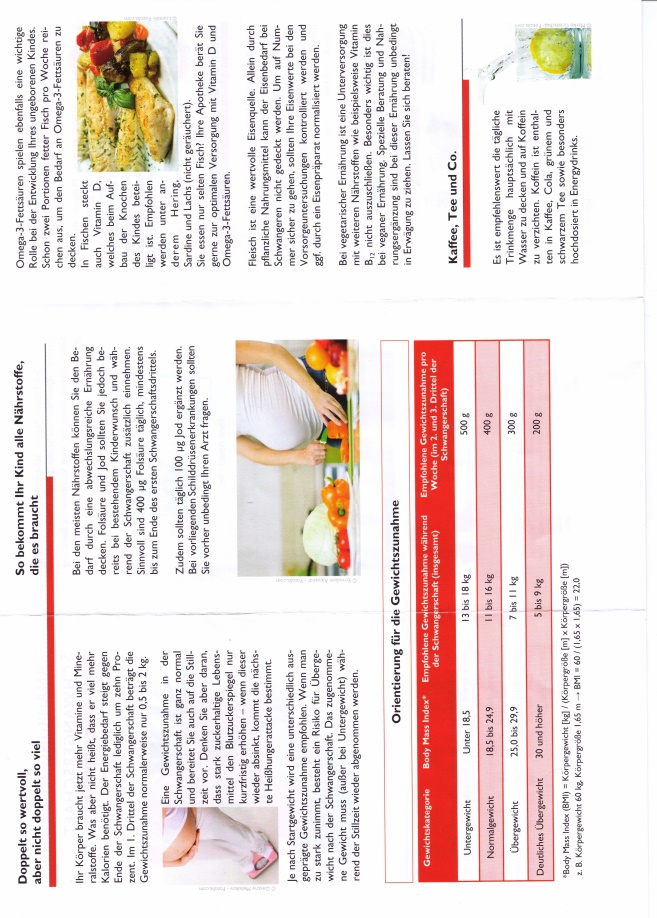 Doppelt so wertvoll,
aber nicht doppelt so viel
Ihr Körper braucht jetzt mehr Vitamine und Mine-
ralstoffe. Was aber nicht heißt, dass er viel mehr
Kalorien benötigt. Der Energiebedarf steigt gegen
Ende der Schwangerschaft lediglich um zehn Pro-
zent. Im 1. Drittel der Schwangerschaft beträgt die
Gewichtszunahme normalerweise nur 0,5 bis 2 kg.
Eine Gewichtszunahme in der
Schwangerschaft ist ganz normal
und bereitet Sie auch auf die Still-
zeit vor. Denken Sie aber daran,
dass stark zuckerhaltige Lebens-
mittel den Blutzuckerspiegel nur
kurzfristig erhöhen – wenn dieser
wieder absinkt, kommt die nächs-
te Heißhungerattacke bestimmt.
Je nach Startgewicht wird eine unterschiedlich aus-
geprägte Gewichtszunahme empfohlen. Wenn man
zu stark zunimmt, besteht ein Risiko für Überge-
wicht nach der Schwangerschaft. Das zugenomme-
ne Gewicht muss (außer bei Untergewicht) wäh-
rend der Stillzeit wieder abgenommen werden.
So bekommt Ihr Kind alle Nährstoffe,
die es braucht
Bei den meisten Nährstoffen können Sie den Be-
darf durch eine abwechslungsreiche Ernährung
decken. Folsäure und Jod sollten Sie jedoch be-
reits bei bestehendem Kinderwunsch und wäh-
rend der Schwangerschaft zusätzlich einnehmen.
Sinnvoll sind 400 µg Folsäure täglich, mindestens
bis zum Ende des ersten Schwangerschaftsdrittels.
Zudem sollten täglich 100 µg Jod ergänzt werden.
Bei vorliegenden Schilddrüsenerkrankungen sollten
Sie vorher unbedingt Ihren Arzt fragen.
Orientierung für die Gewichtszunahme
Gewichtskategorie Body Mass Index* Empfohlene Gewichtszunahme während der Schwangerschaft (insgesamt) Empfohlene Gewichtszunahme pro Woche (im 2. und 3. Drittel der Schwangerschaft)
Untergewicht Unter 18,5 13 bis 18 kg 500 g
Normalgewicht 18,5 bis 24,9 11 bis 16 kg 400 g
Übergewicht 25,0 bis 29,9 7 bis 11 kg 300 g
Deutliches Übergewicht 30 und höher 5 bis 9 kg 200 g
*Body Mass Index (BMI) = Körpergewicht [kg] / (Körpergröße [m] x Körpergröße [m])
z. B. Körpergewicht 60 kg, Körpergröße 1,65 m → BMI = 60 / (1,65 x 1,65) = 22,0
Omega-3-Fettsäuren spielen ebenfalls eine wichtige
Rolle bei der Entwicklung Ihres ungeborenen Kindes.
Schon zwei Portionen fetter Fisch pro Woche rei-
chen aus, um den Bedarf an Omega-3-Fettsäuren zu
decken.
In Fischen steckt
auch Vitamin D,
welches beim Auf-
bau der Knochen
des Kindes betei-
ligt ist. Empfohlen
werden unter an-
derem Hering,
Sardine und Lachs (nicht geräuchert).
Sie essen nur selten Fisch? Ihre Apotheke berät Sie
gerne zur optimalen Versorgung mit Vitamin D und
Omega-3-Fettsäuren.
Fleisch ist eine wertvolle Eisenquelle. Allein durch
pflanzliche Nahrungsmittel kann der Eisenbedarf bei
Schwangeren nicht gedeckt werden. Um auf Num-
mer sicher zu gehen, sollten Ihre Eisenwerte bei den
Vorsorgeuntersuchungen kontrolliert werden und
ggf. durch ein Eisenpräparat normalisiert werden.
Bei vegetarischer Ernährung ist eine Unterversorgung
mit weiteren Nährstoffen wie beispielsweise Vitamin
B12 nicht auszuschließen. Besonders wichtig ist dies
bei veganer Ernährung. Spezielle Beratung und Nah-
rungsergänzung sind bei dieser Ernährung unbedingt
in Erwägung zu ziehen. Lassen Sie sich beraten!
Kaffee, Tee und Co.
Es ist empfehlenswert die tägliche
Trinkmenge hauptsächlich mit
Wasser zu decken und auf Koffein
zu verzichten. Koffein ist enthal-
ten in Kaffee, Cola, grünem und
schwarzem Tee sowie besonders
hochdosiert in Energydrinks.